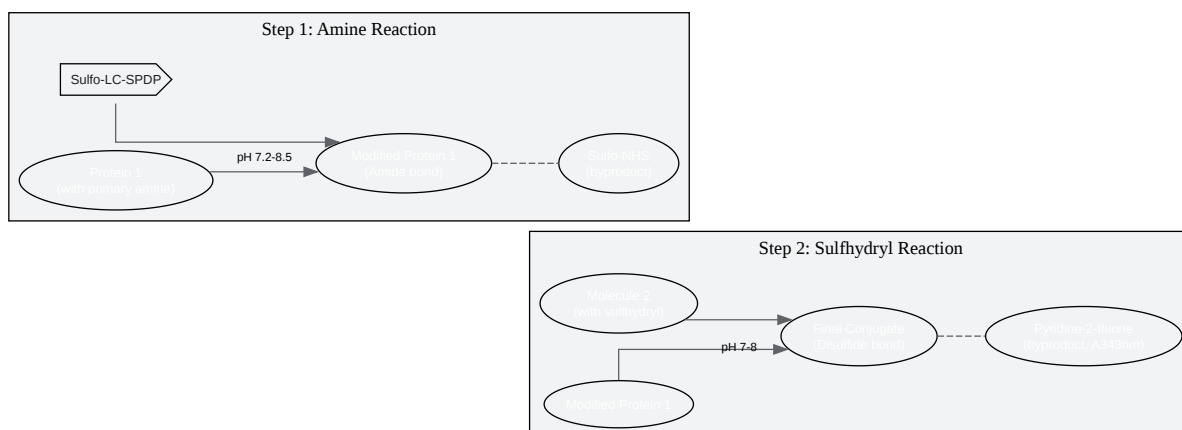 Step 1: Amine Reaction
Sulfo-LC-SPDP
pH 7.2-8.5
Protein 1
(with primary amine)
Modified Protein 1
(Amide bond)
Sulfo-NHS
(byproduct)
Step 2: Sulfhydryl Reaction
Molecule 2
(with sulfhydryl)
pH 7-8
Modified Protein 1
Final Conjugate
(Disulfide bond)
Pyridine-2-thione
(byproduct, A343nm)